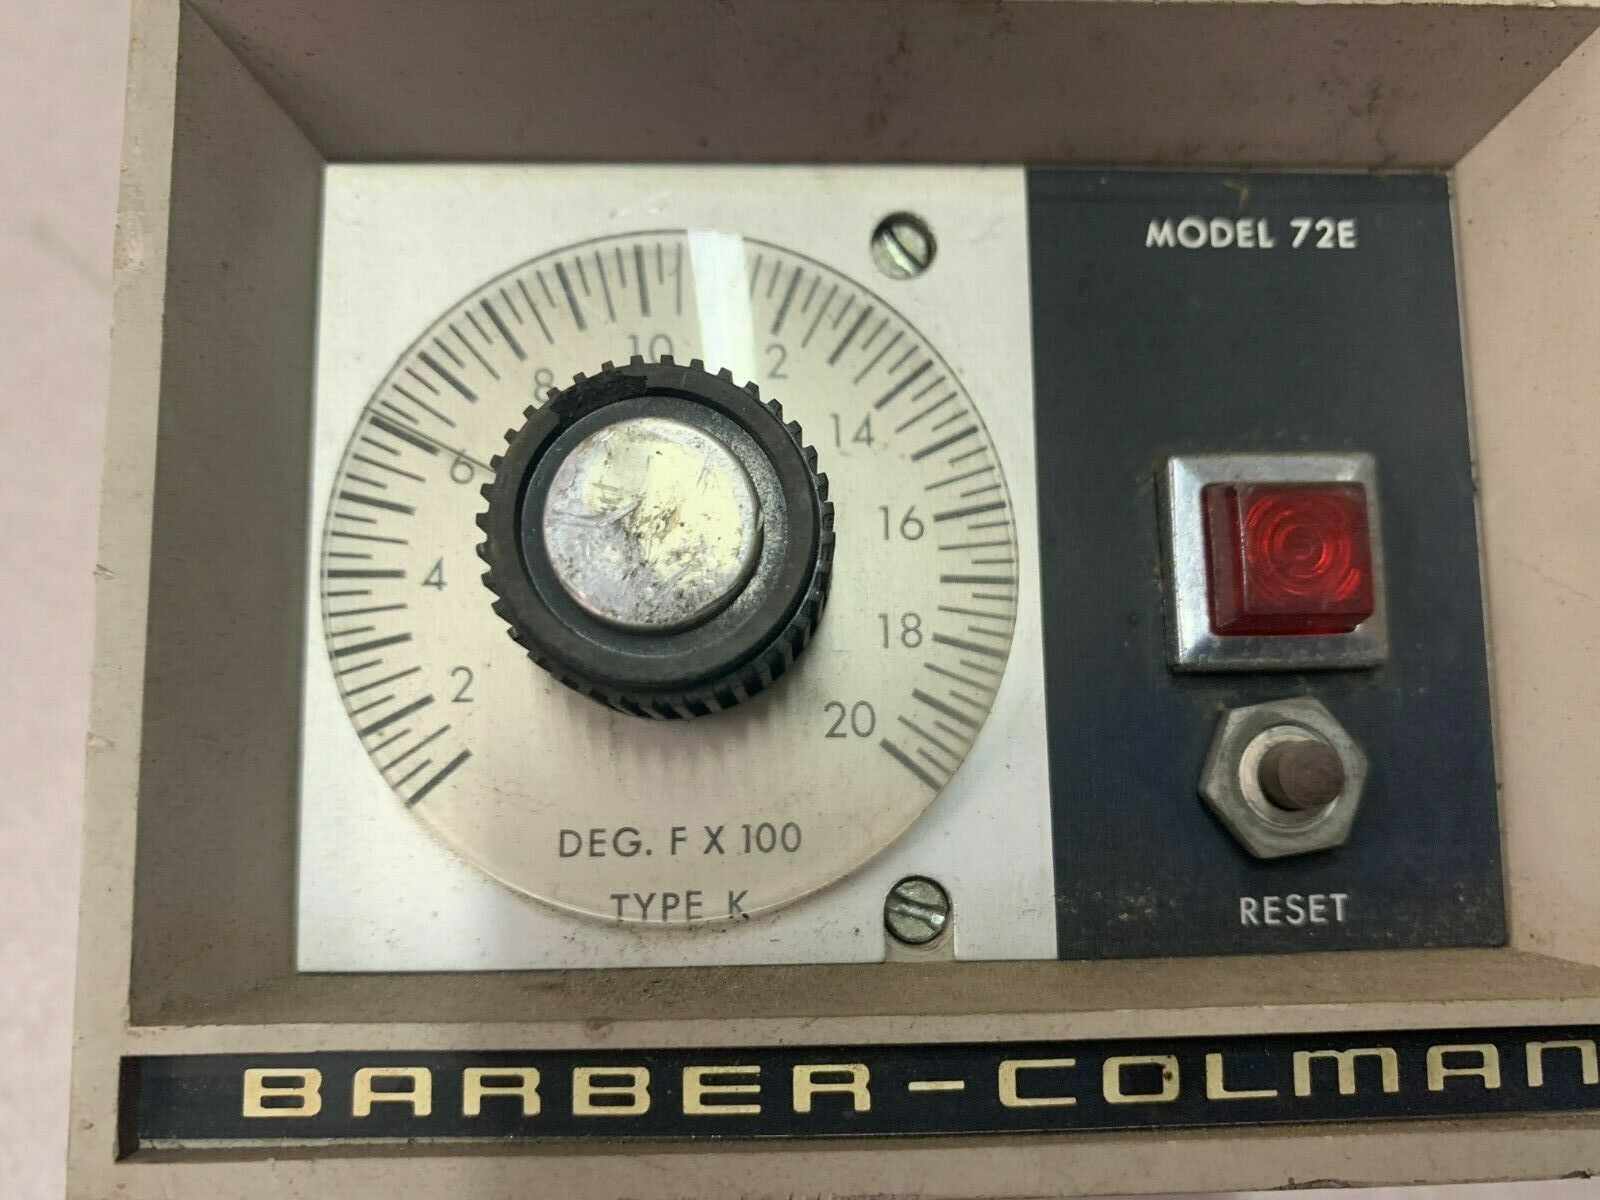 MODEL 72E
2
4
6
8
10
2
14
16
18
20
DEG. F X 100
TYPE K
RESET
BARBER-COLMAN